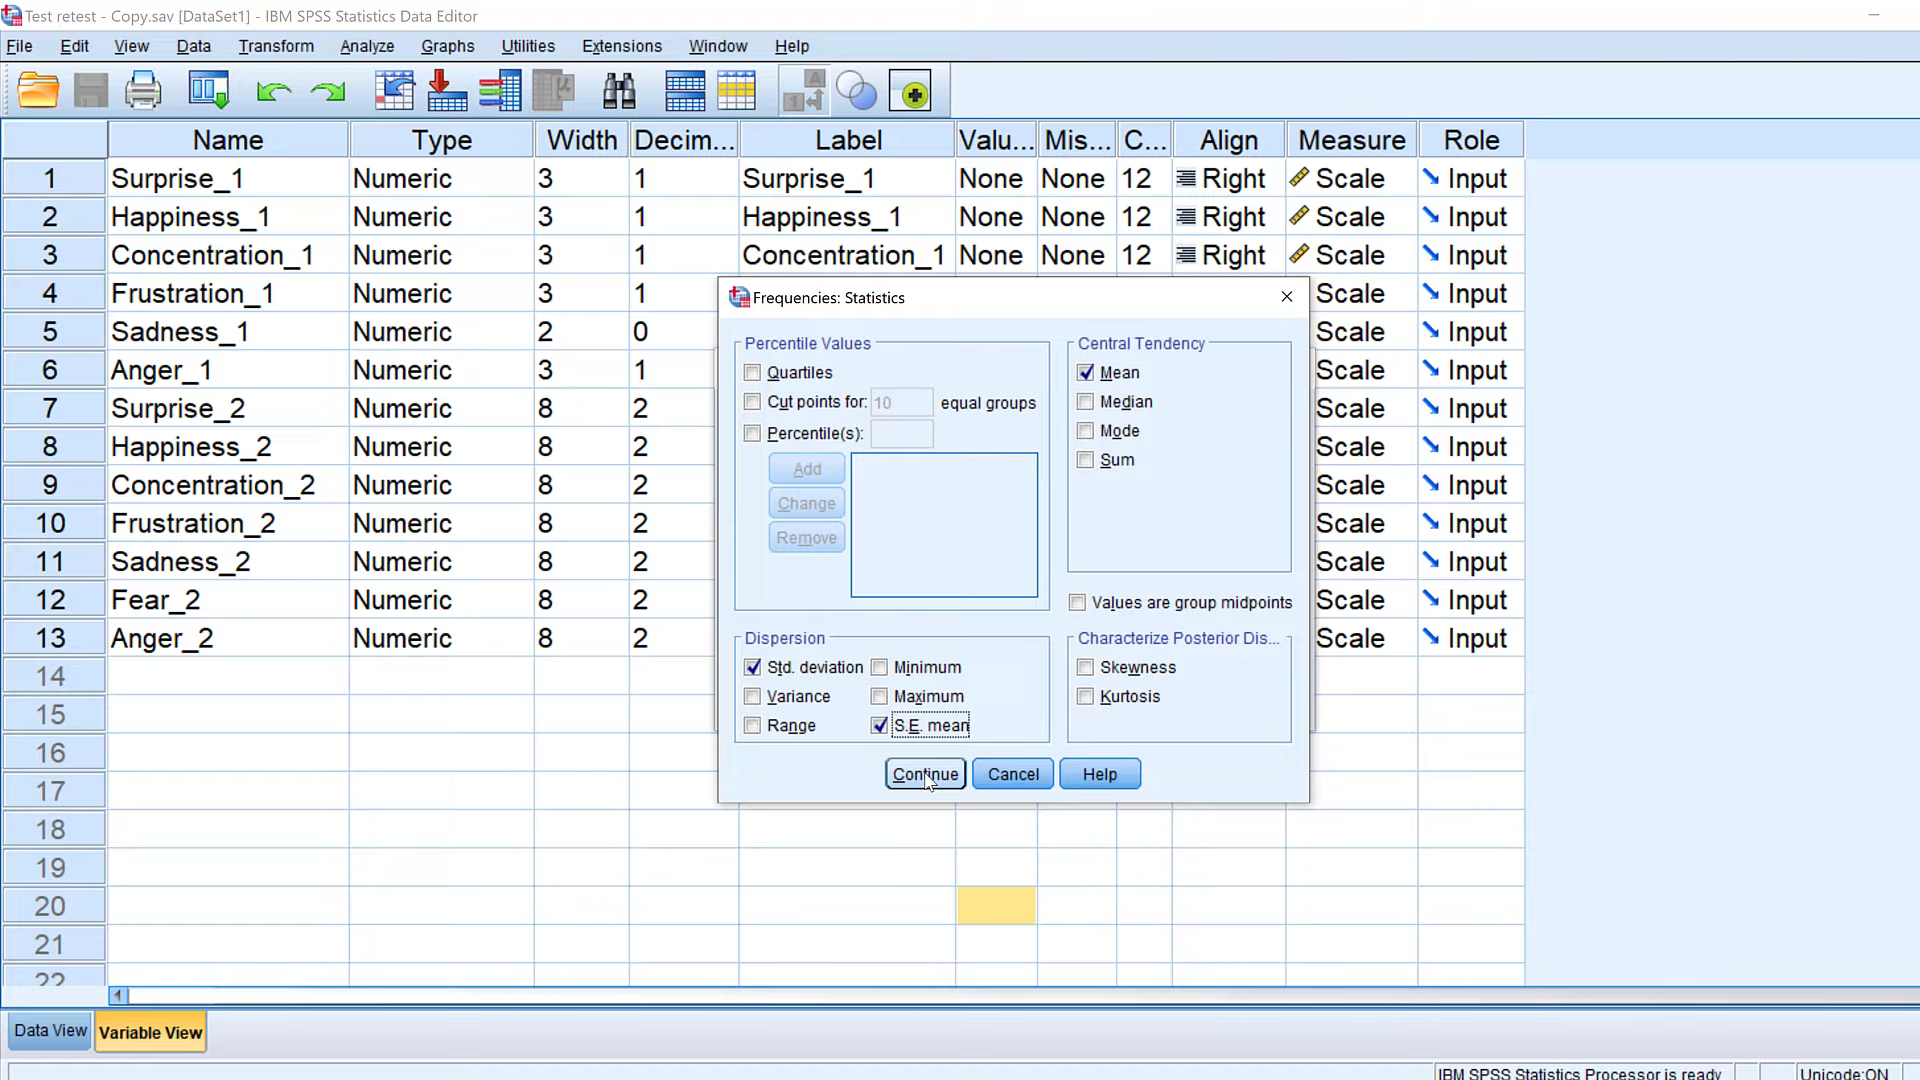 Test retest - Copy.sav [DataSet1] - IBM SPSS Statistics Data Editor
File Edit View Data Transform Analyze Graphs Utilities Extensions Window Help
Name Type Width Decim... Label Valu... Mis... C... Align Measure Role
1 Surprise_1 Numeric 3 1 Surprise_1 None None 12 Right Scale Input
2 Happiness_1 Numeric 3 1 Happiness_1 None None 12 Right Scale Input
3 Concentration_1 Numeric 3 1 Concentration_1 None None 12 Right Scale Input
4 Frustration_1 Numeric 3 1 Scale Input
5 Sadness_1 Numeric 2 0 Scale Input
6 Anger_1 Numeric 3 1 Scale Input
7 Surprise_2 Numeric 8 2 Scale Input
8 Happiness_2 Numeric 8 2 Scale Input
9 Concentration_2 Numeric 8 2 Scale Input
10 Frustration_2 Numeric 8 2 Scale Input
11 Sadness_2 Numeric 8 2 Scale Input
12 Fear_2 Numeric 8 2 Scale Input
13 Anger_2 Numeric 8 2 Scale Input
14
15
16
17
18
19
20
21
22
Frequencies: Statistics
Percentile Values
Quartiles
Cut points for: 10 equal groups
Percentile(s):
Add
Change
Remove
Central Tendency
Mean
Median
Mode
Sum
Values are group midpoints
Dispersion
Std. deviation Minimum
Variance Maximum
Range S.E. mean
Characterize Posterior Dis...
Skewness
Kurtosis
Continue Cancel Help
Data View Variable View
IBM SPSS Statistics Processor is ready Unicode:ON